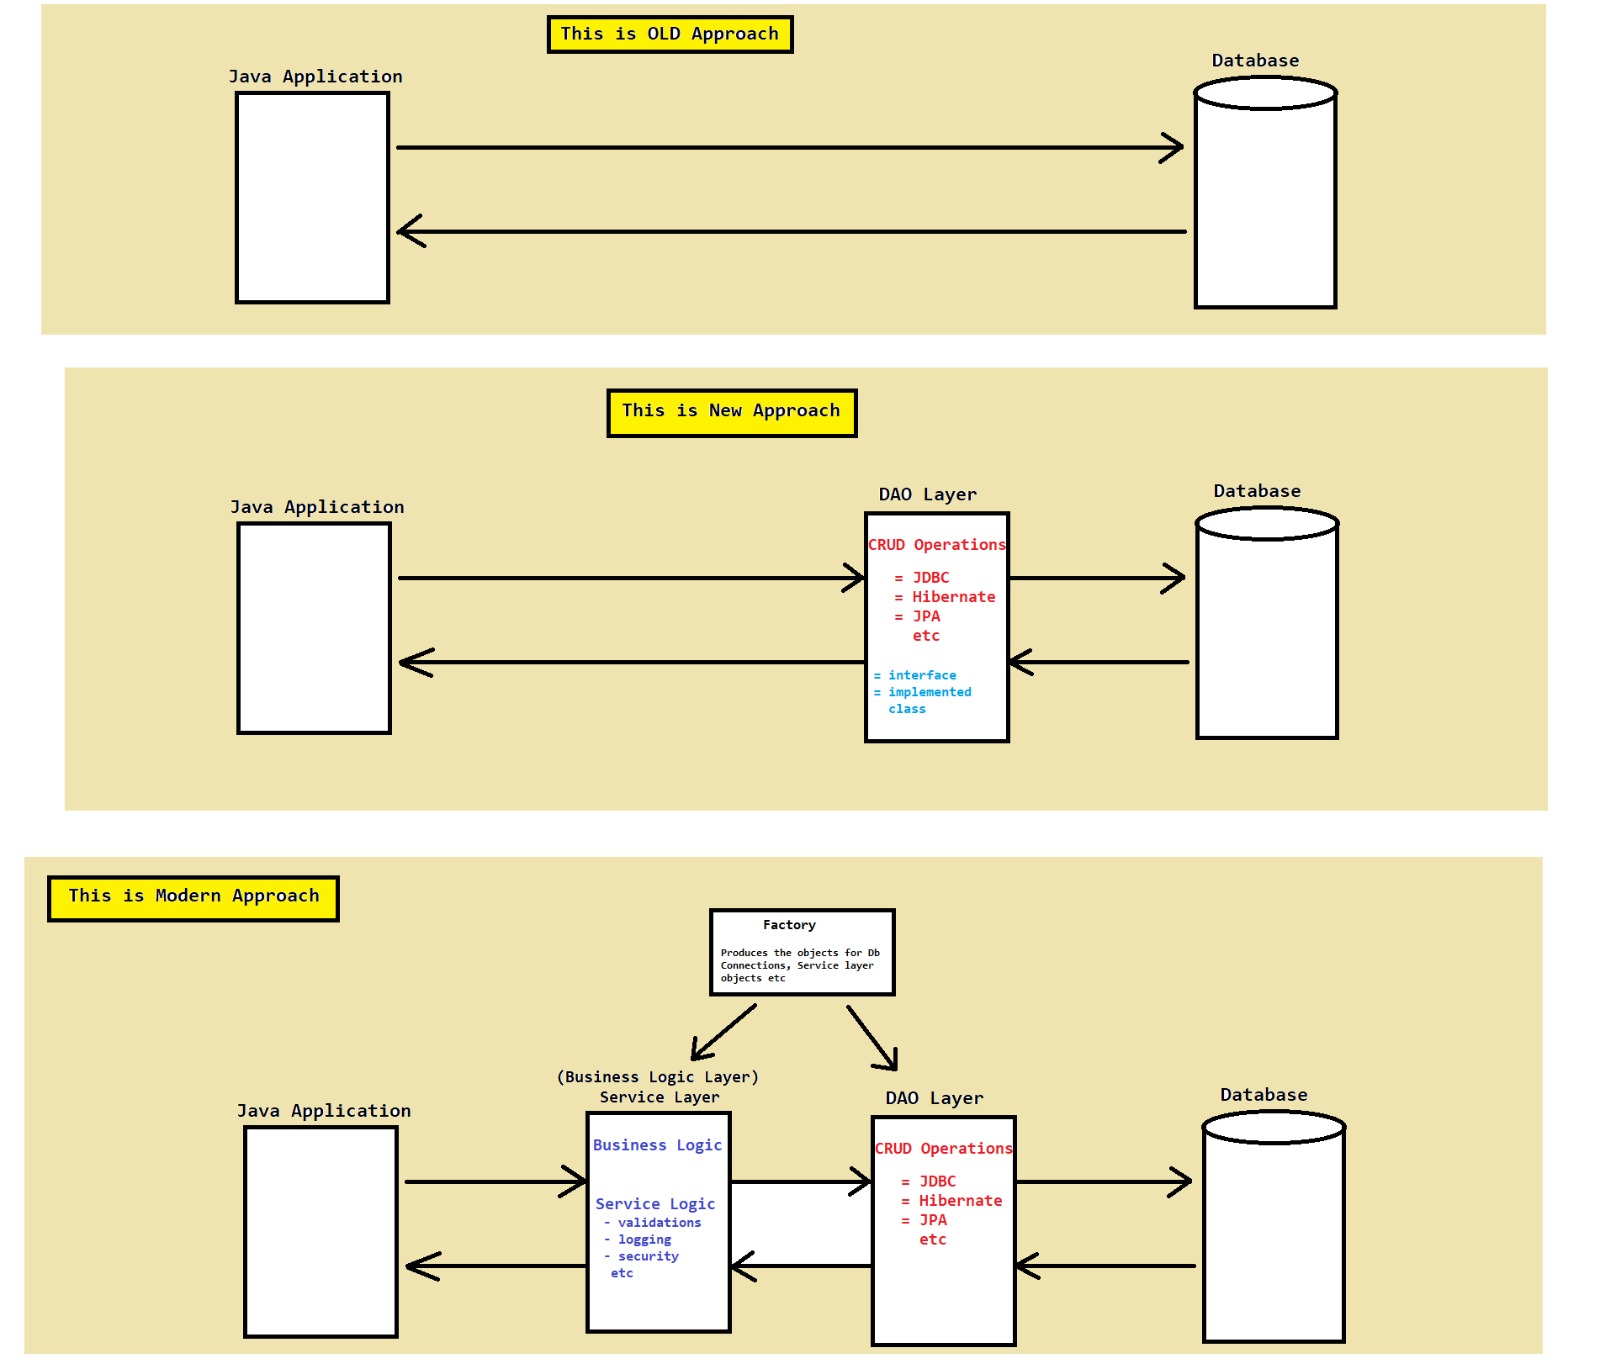 This is OLD Approach
Java Application
Database
This is New Approach
Java Application
DAO Layer
Database
CRUD Operations
= JDBC
= Hibernate
= JPA
etc
= interface
= implemented
class
This is Modern Approach
Factory
Produces the objects for Db
Connections, Service layer
objects etc
Java Application
(Business Logic Layer)
Service Layer
DAO Layer
Database
Business Logic
Service Logic
- validations
- logging
- security
etc
CRUD Operations
= JDBC
= Hibernate
= JPA
etc